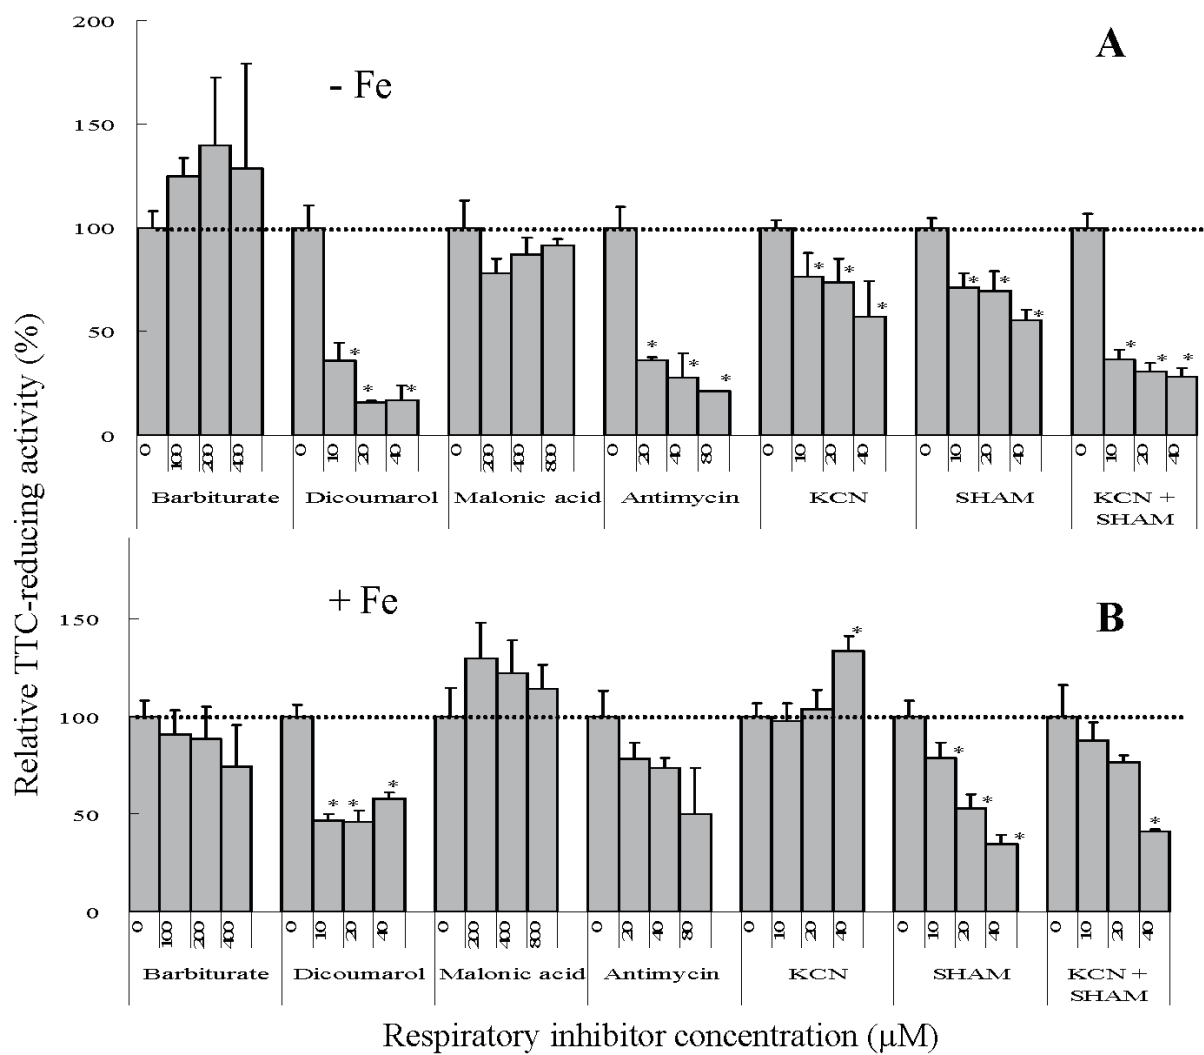 200
A
- Fe
150
100
* * * * * * * * * * * * * * *
50
0
0 100 200 400 0 10 20 40 0 200 400 800 0 20 40 80 0 10 20 40 0 10 20 40 0 10 20 40
Barbiturate Dicoumarol Malonic acid Antimycin KCN SHAM KCN +
SHAM
Relative TTC-reducing activity (%)
+ Fe
B
150
100
* * * * * * * *
50
0
0 100 200 400 0 10 20 40 0 200 400 800 0 20 40 80 0 10 20 40 0 10 20 40 0 10 20 40
Barbiturate Dicoumarol Malonic acid Antimycin KCN SHAM KCN +
SHAM
Respiratory inhibitor concentration (μM)